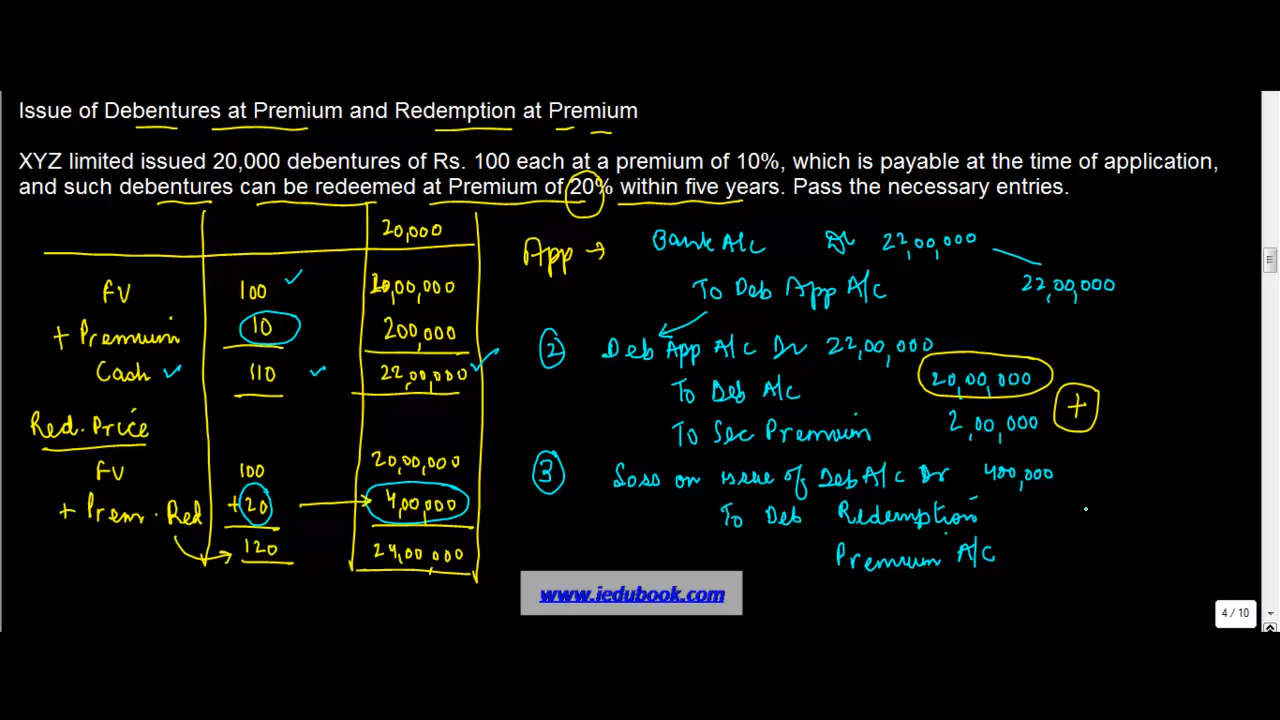 Issue of Debentures at Premium and Redemption at Premium
XYZ limited issued 20,000 debentures of Rs. 100 each at a premium of 10%, which is payable at the time of application,
and such debentures can be redeemed at Premium of 20% within five years. Pass the necessary entries.
20,000
FV 100 20,00,000
+ Premium 10 200,000
Cash 110 22,00,000
Red. Price
FV 100 20,00,000
+ Prem. Red +20 4,00,000
120 24,00,000
App → Bank A/c Dr 22,00,000
To Deb App A/c 22,00,000
2 Deb App A/c Dr 22,00,000
To Deb A/c 20,00,000
To Sec Premium 2,00,000 +
3 Loss on issue of Deb A/c Dr 400,000
To Deb Redemption
Premium A/c
www.iedubook.com
4 / 10